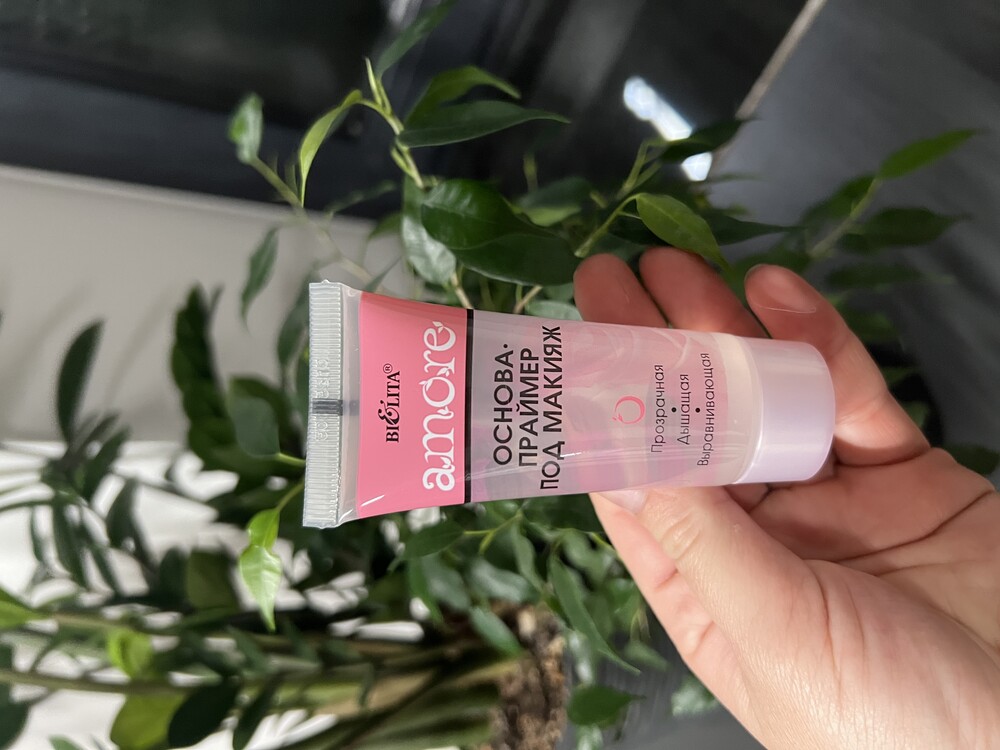 BIELITA®
amore
ОСНОВА-
ПРАЙМЕР
ПОД МАКИЯЖ
Прозрачная
•
Дышащая
•
Выравнивающая